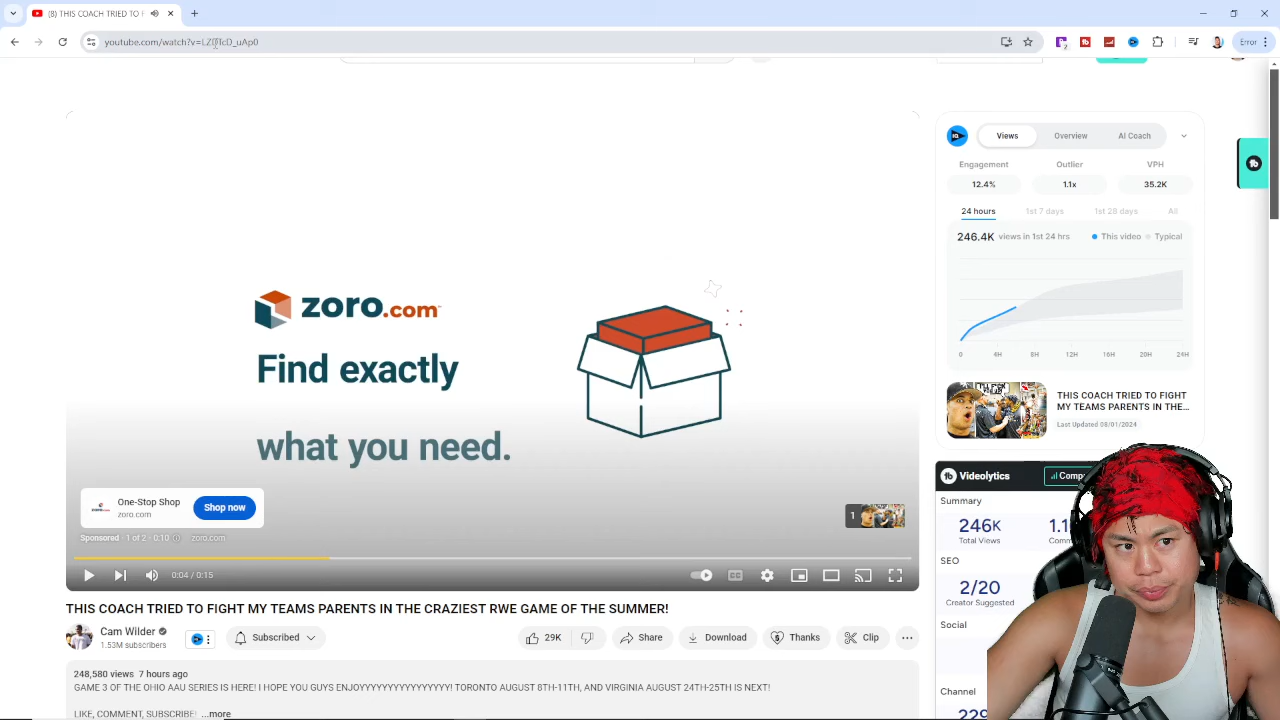 (8) THIS COACH TRIED TO F
youtube.com/watch?v=LZ
TcD_uAp0
Error
Views
Overview
AI Coach
Engagement
Outlier
VPH
12.4%
1.1x
35.2K
24 hours
1st 7 days
1st 28 days
All
246.4K views in 1st 24 hrs
This video
Typical
0
4H
8H
12H
16H
20H
24H
THIS COACH TRIED TO FIGHT
MY TEAMS PARENTS IN THE...
Last Updated 08/01/2024
zoro.com
Find exactly
what you need.
One-Stop Shop
zoro.com
Shop now
Sponsored · 1 of 2 · 0:10
zoro.com
1
0:04 / 0:15
Videolytics
Summary
246K
Total Views
SEO
2/20
Creator Suggested
Social
Channel
THIS COACH TRIED TO FIGHT MY TEAMS PARENTS IN THE CRAZIEST RWE GAME OF THE SUMMER!
Cam Wilder
1.53M subscribers
Subscribed
29K
Share
Download
Thanks
Clip
248,580 views 7 hours ago
GAME 3 OF THE OHIO AAU SERIES IS HERE! I HOPE YOU GUYS ENJOYYYYYYYYYYYYYYYY! TORONTO AUGUST 8TH-11TH, AND VIRGINIA AUGUST 24TH-25TH IS NEXT!
LIKE, COMMENT, SUBSCRIBE! ...more